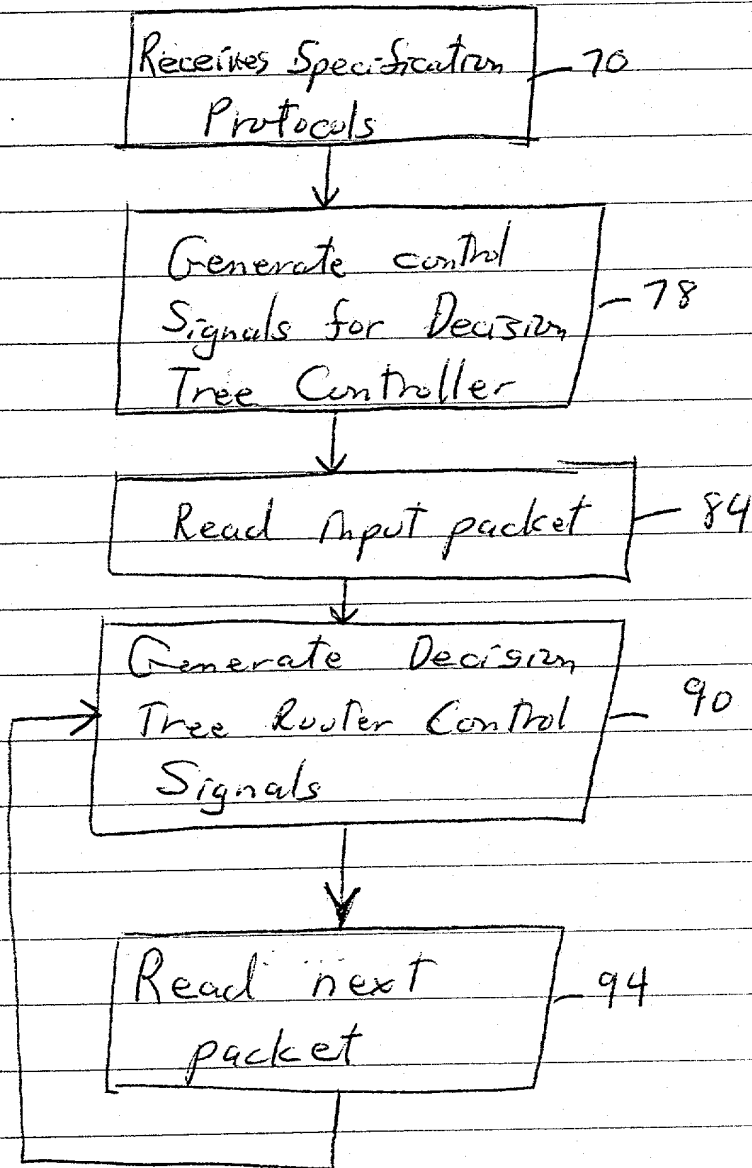 Receives Specification
Protocols
70
Generate control
Signals for Decision
Tree Controller
78
Read input packet
84
Generate Decision
Tree Router Control
Signals
90
Read next
packet
94